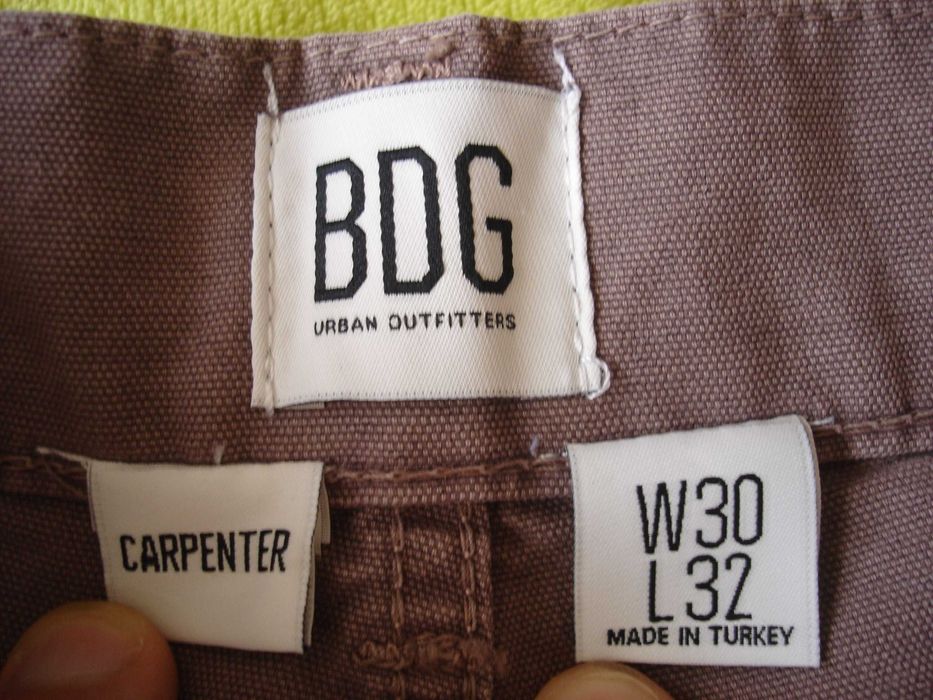 BDG
URBAN OUTFITTERS
CARPENTER
W30
L32
MADE IN TURKEY